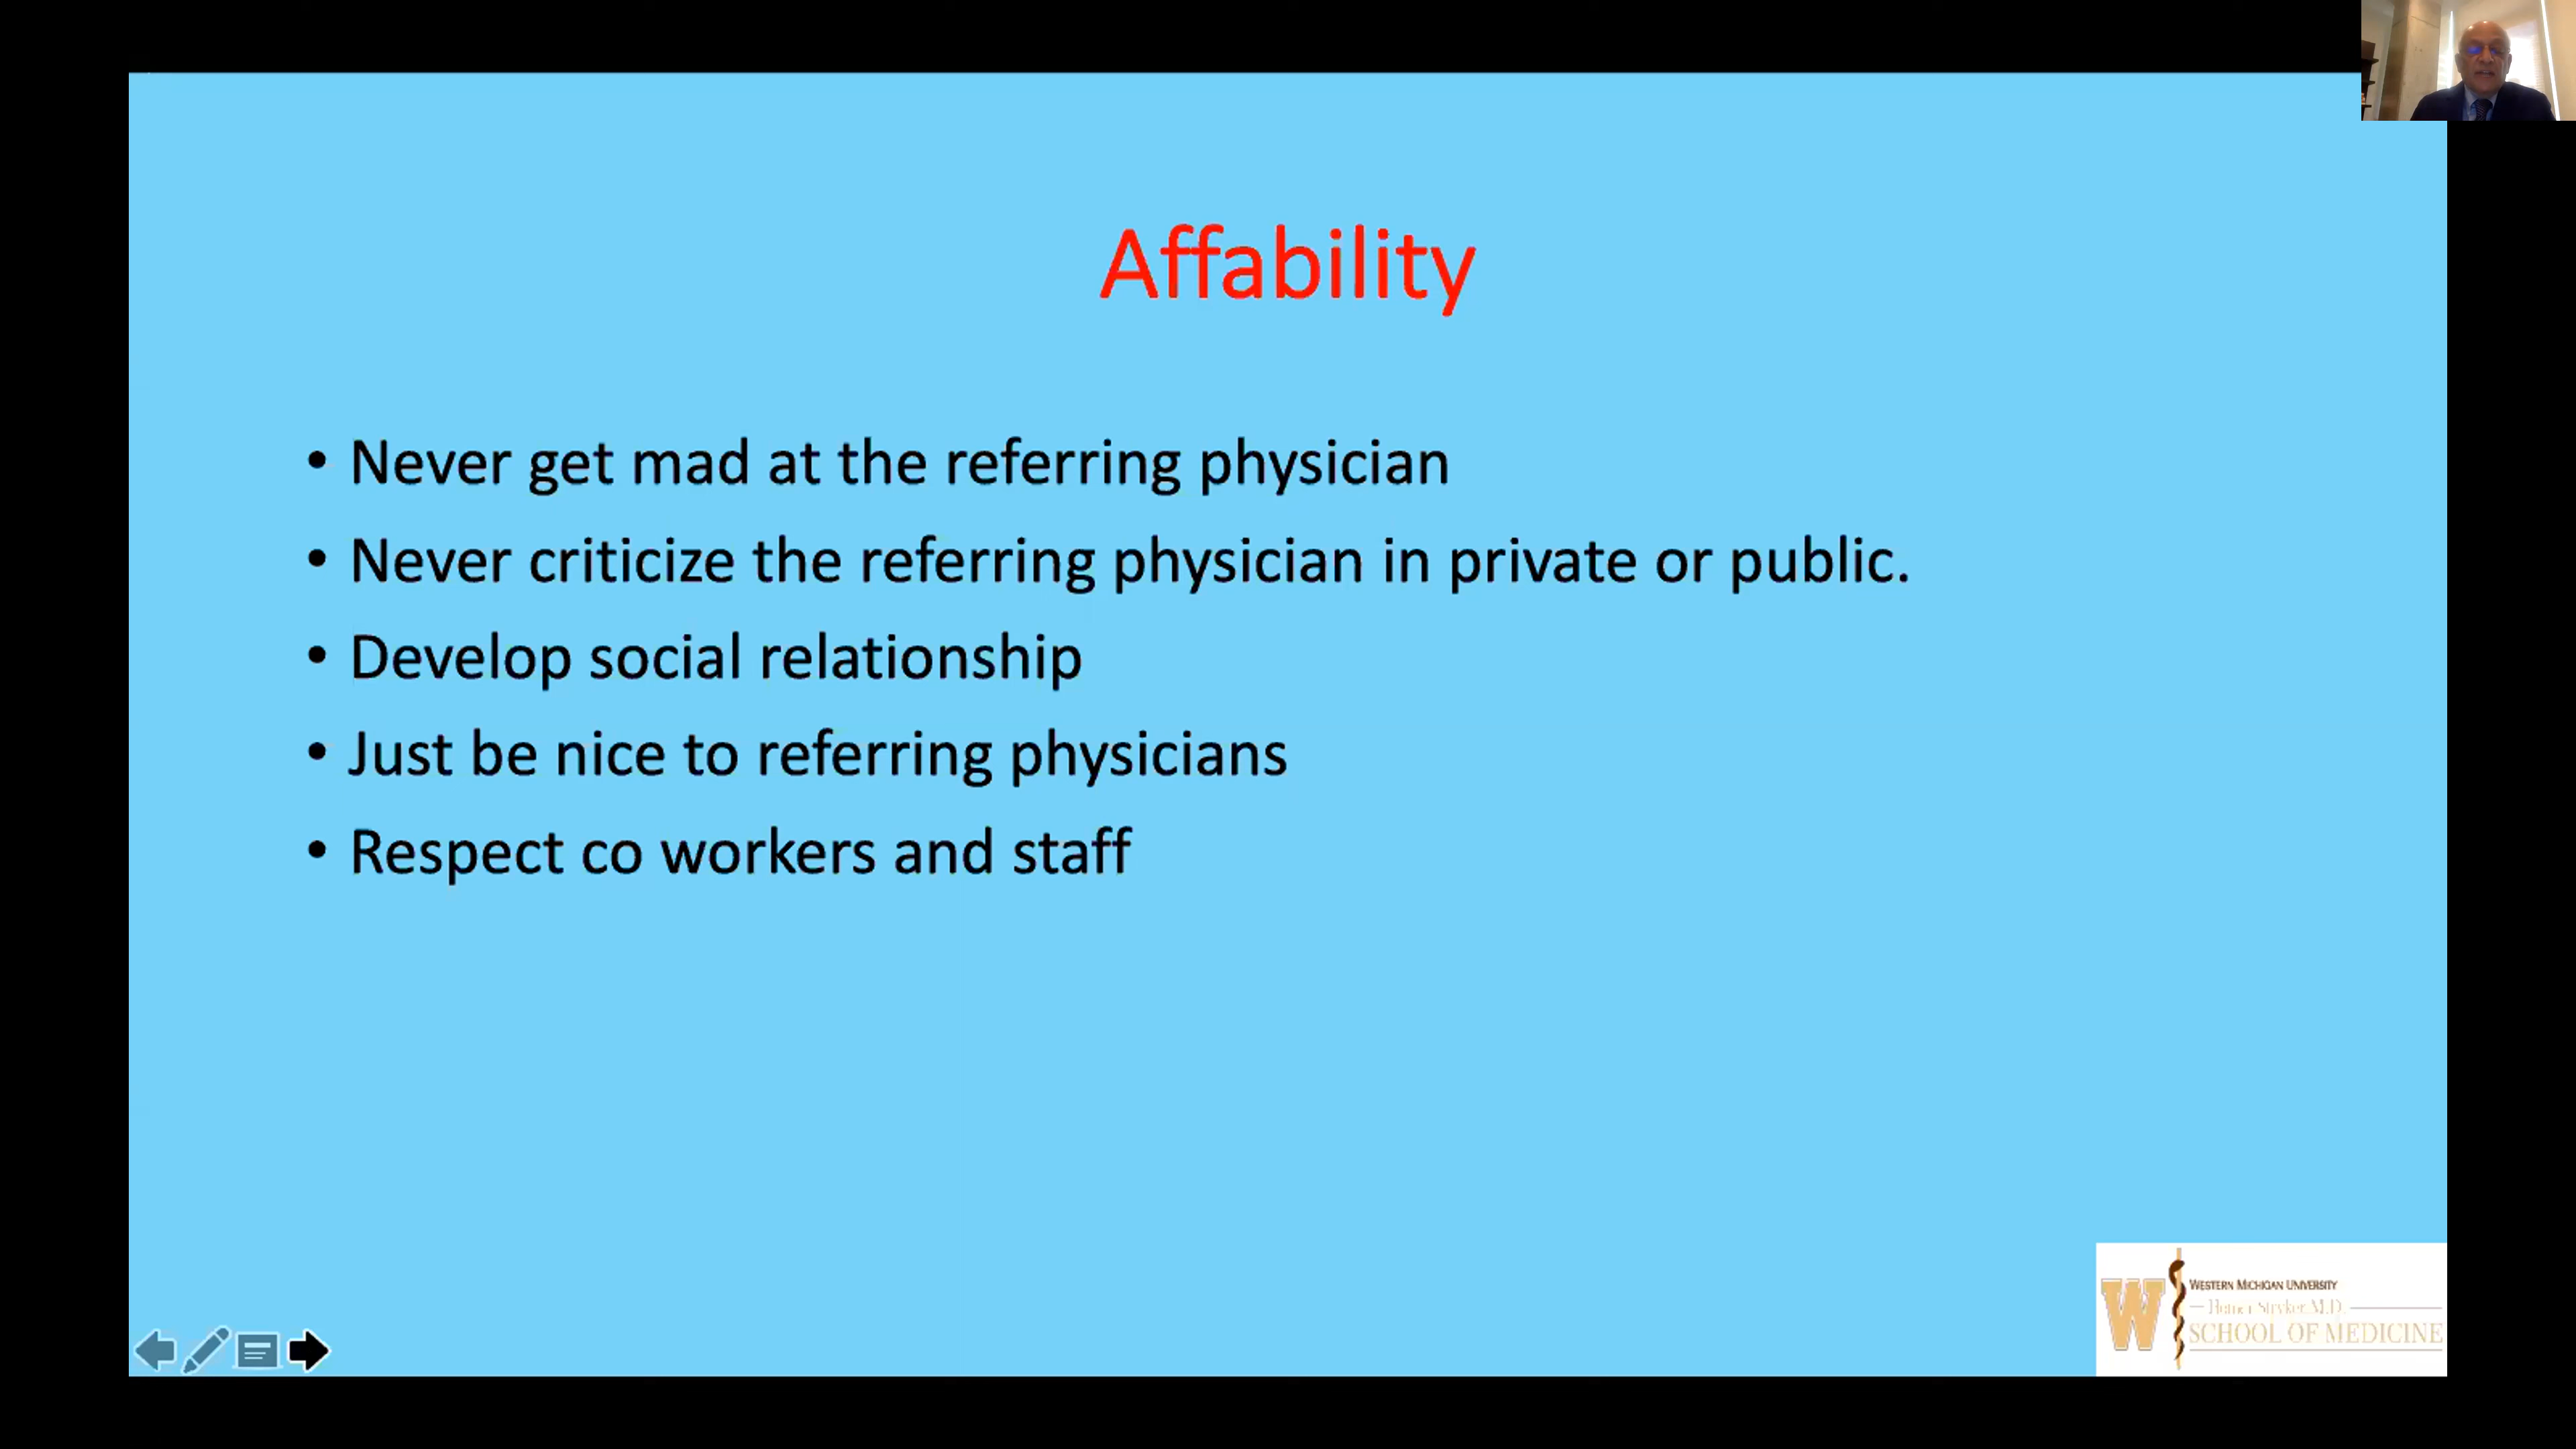 Affability
• Never get mad at the referring physician
• Never criticize the referring physician in private or public.
• Develop social relationship
• Just be nice to referring physicians
• Respect co workers and staff
W
WESTERN MICHIGAN UNIVERSITY
Homer Stryker M.D.
SCHOOL OF MEDICINE